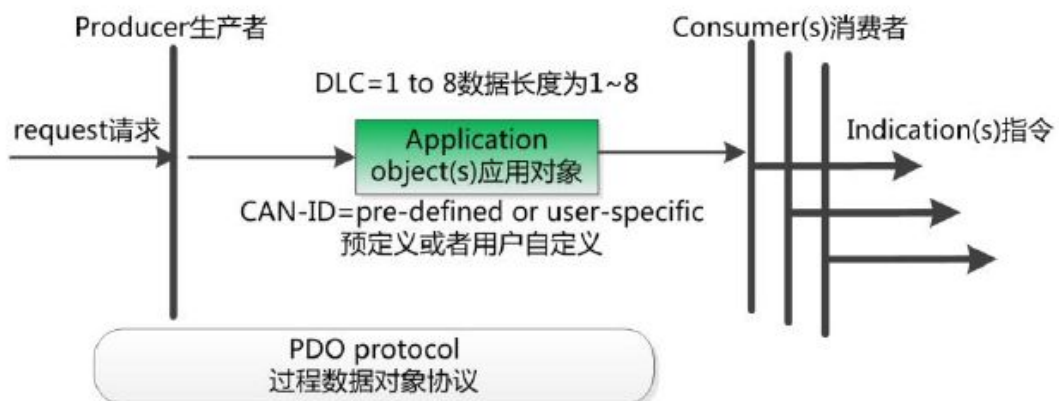 Producer生产者
Consumer(s)消费者
DLC=1 to 8数据长度为1~8
request请求
Application
object(s)应用对象
Indication(s)指令
CAN-ID=pre-defined or user-specific
预定义或者用户自定义
PDO protocol
过程数据对象协议